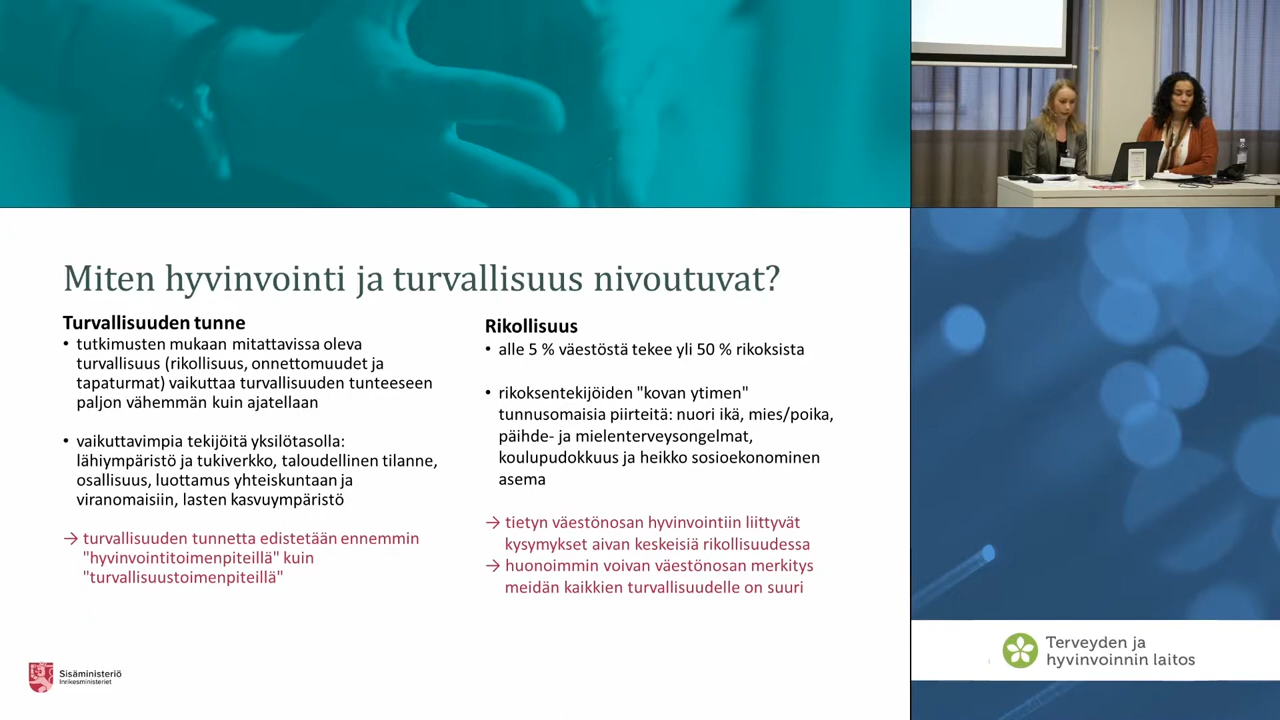 Miten hyvinvointi ja turvallisuus nivoutuvat?
Turvallisuuden tunne
• tutkimusten mukaan mitattavissa oleva
turvallisuus (rikollisuus, onnettomuudet ja
tapaturmat) vaikuttaa turvallisuuden tunteeseen
paljon vähemmän kuin ajatellaan
• vaikuttavimpia tekijöitä yksilötasolla:
lähiympäristö ja tukiverkko, taloudellinen tilanne,
osallisuus, luottamus yhteiskuntaan ja
viranomaisiin, lasten kasvuympäristö
→ turvallisuuden tunnetta edistetään ennemmin
"hyvinvointitoimenpiteillä" kuin
"turvallisuustoimenpiteillä"
Rikollisuus
• alle 5 % väestöstä tekee yli 50 % rikoksista
• rikoksentekijöiden "kovan ytimen"
tunnusomaisia piirteitä: nuori ikä, mies/poika,
päihde- ja mielenterveysongelmat,
koulupudokkuus ja heikko sosioekonominen
asema
→ tietyn väestönosan hyvinvointiin liittyvät
kysymykset aivan keskeisiä rikollisuudessa
→ huonoimmin voivan väestönosan merkitys
meidän kaikkien turvallisuudelle on suuri
Sisäministeriö
Inrikesministeriet
Terveyden ja
hyvinvoinnin laitos